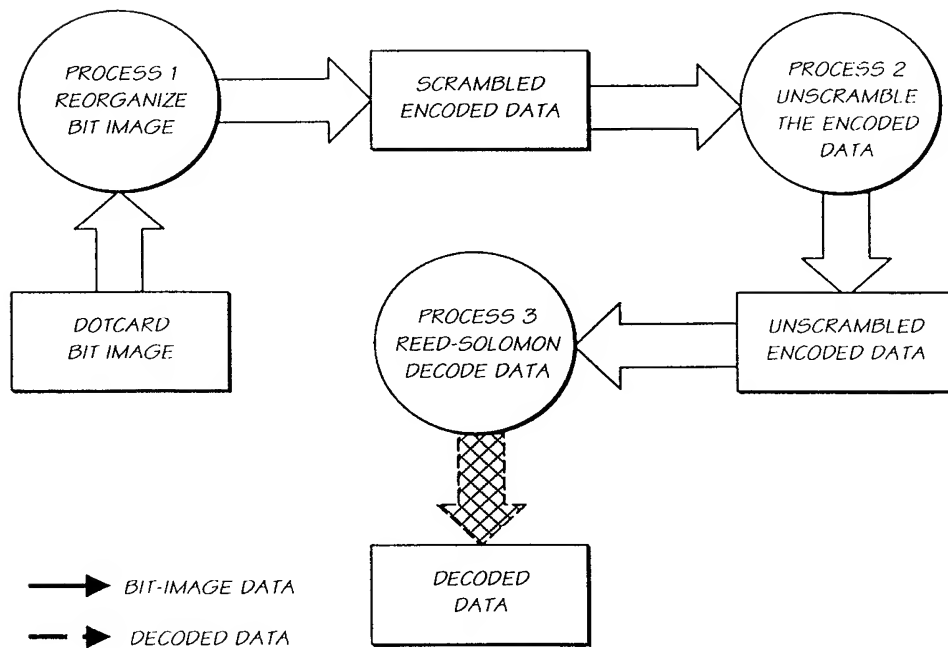 PROCESS 1
REORGANIZE
BIT IMAGE
SCRAMBLED
ENCODED DATA
PROCESS 2
UNSCRAMBLE
THE ENCODED
DATA
DOTCARD
BIT IMAGE
PROCESS 3
REED-SOLOMON
DECODE DATA
UNSCRAMBLED
ENCODED DATA
DECODED
DATA
BIT-IMAGE DATA
DECODED DATA